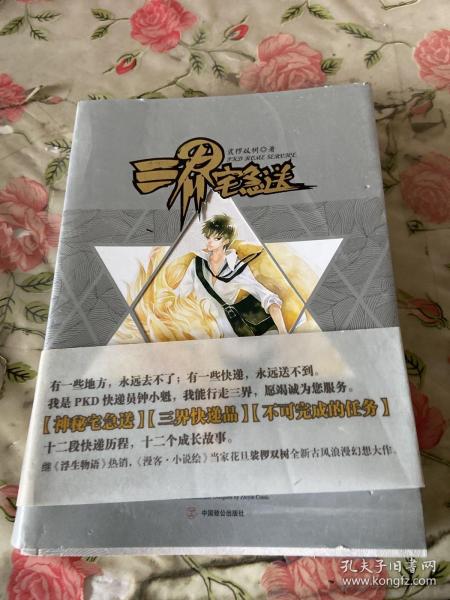 裟椤双树◎著
PKD HOME SERVICE
三界宅急送
有一些地方，永远去不了；有一些快递，永远送不到。
我是PKD快递员钟小魁，我能行走三界，愿竭诚为您服务。
【神秘宅急送】【三界快递品】【不可完成的任务】
十二段快递历程，十二个成长故事。
继《浮生物语》热销，《漫客·小说绘》当家花旦裟椤双树全新古风浪漫幻想大作。
中国致公出版社
孔夫子旧书网
www.kongfz.com